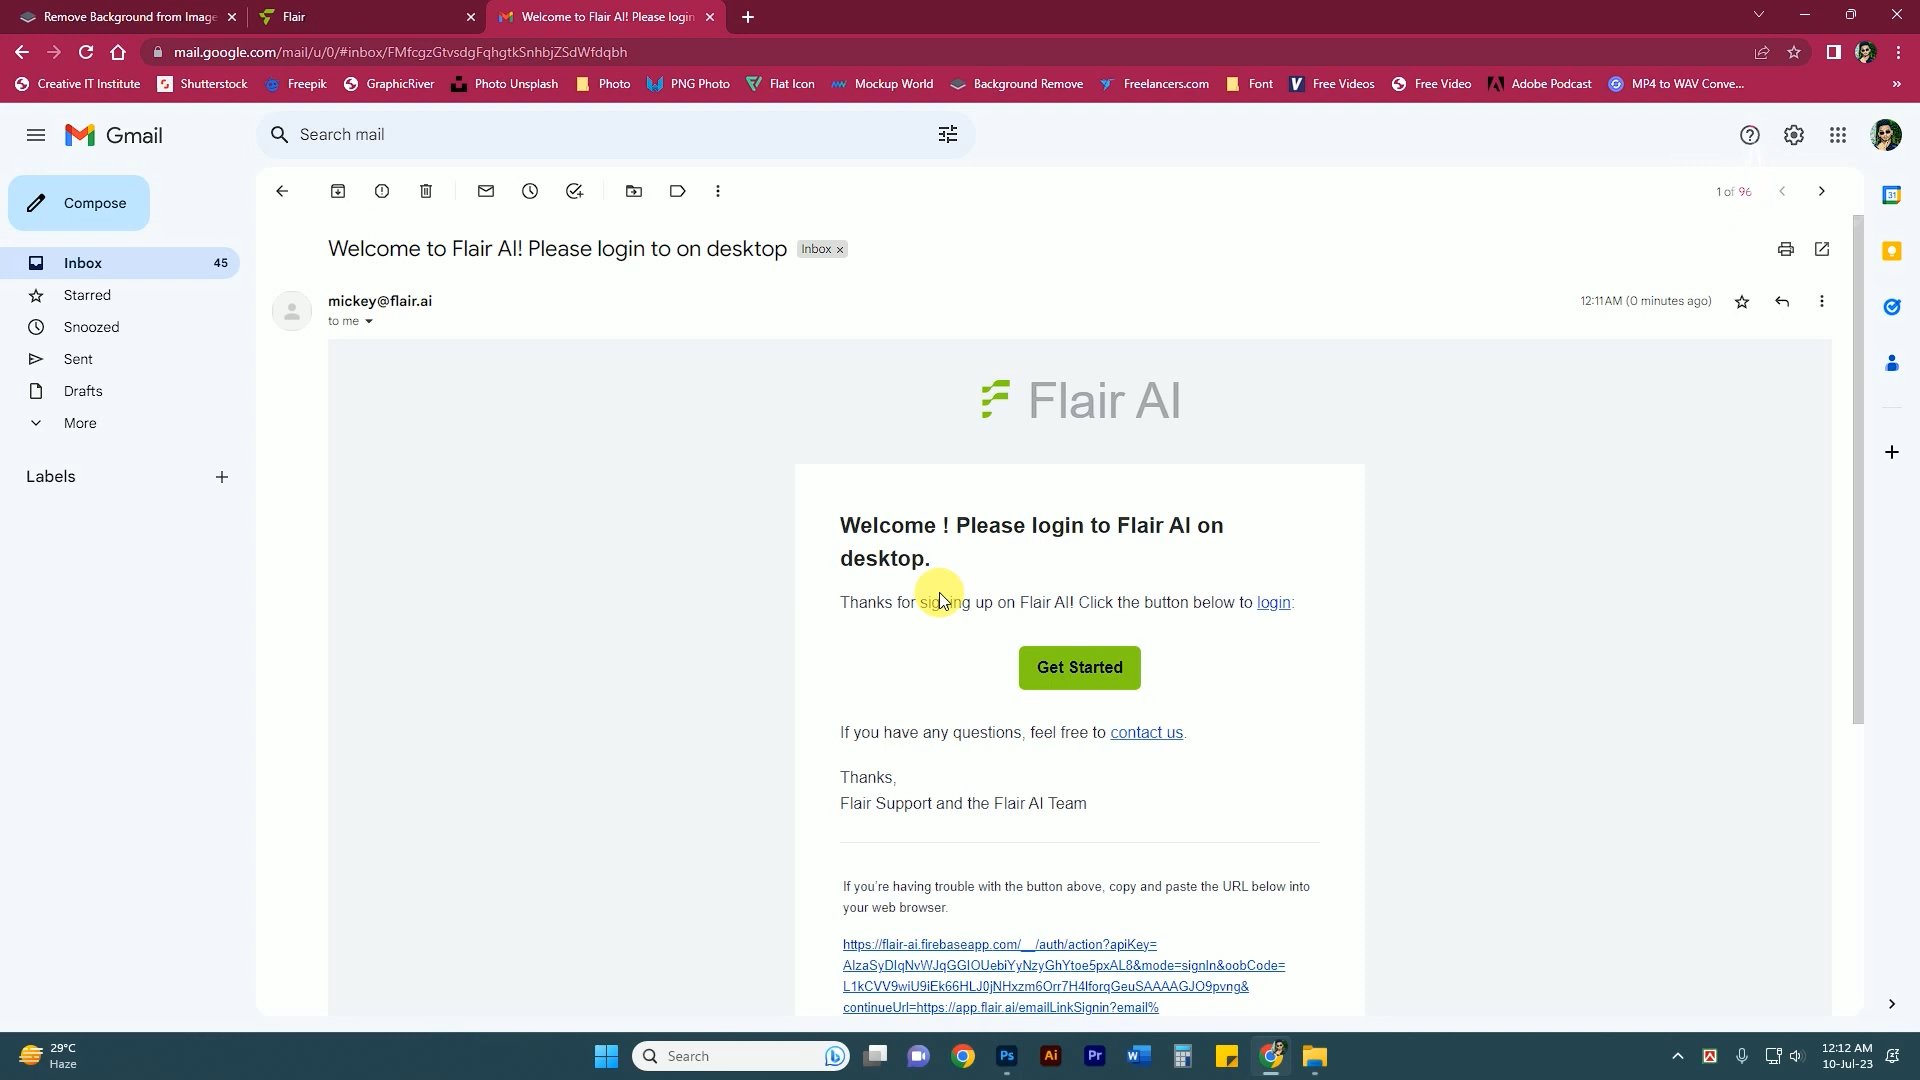 Remove Background from Image
Flair
Welcome to Flair AI! Please login
mail.google.com/mail/u/0/#inbox/FMfcgzGtvsdgFqhgtkSnhbjZSdWfdqbh
Creative IT Institute
Shutterstock
Freepik
GraphicRiver
Photo Unsplash
Photo
PNG Photo
Flat Icon
Mockup World
Background Remove
Freelancers.com
Font
Free Videos
Free Video
Adobe Podcast
MP4 to WAV Conve...
Gmail
Search mail
Compose
1 of 96
Inbox 45
Starred
Snoozed
Sent
Drafts
More
Labels
Welcome to Flair AI! Please login to on desktop Inbox x
mickey@flair.ai
to me
12:11 AM (0 minutes ago)
Flair AI
Welcome ! Please login to Flair AI on
desktop.
Thanks for signing up on Flair AI! Click the button below to login:
Get Started
If you have any questions, feel free to contact us.
Thanks,
Flair Support and the Flair AI Team
If you're having trouble with the button above, copy and paste the URL below into
your web browser.
https://flair-ai.firebaseapp.com/__/auth/action?apiKey=
AIzaSyDIqNvWJqGGIOUebiYyNzyGhYtoe5pxAL8&mode=signIn&oobCode=
L1kCVV9wiU9iEk66HLJ0jNHxzm6Orr7H4IforqGeuSAAAAGJO9pvng&
continueUrl=https://app.flair.ai/emailLinkSignin?email%
31
29°C
Haze
Search
Ps
Ai
Pr
W
12:12 AM
10-Jul-23